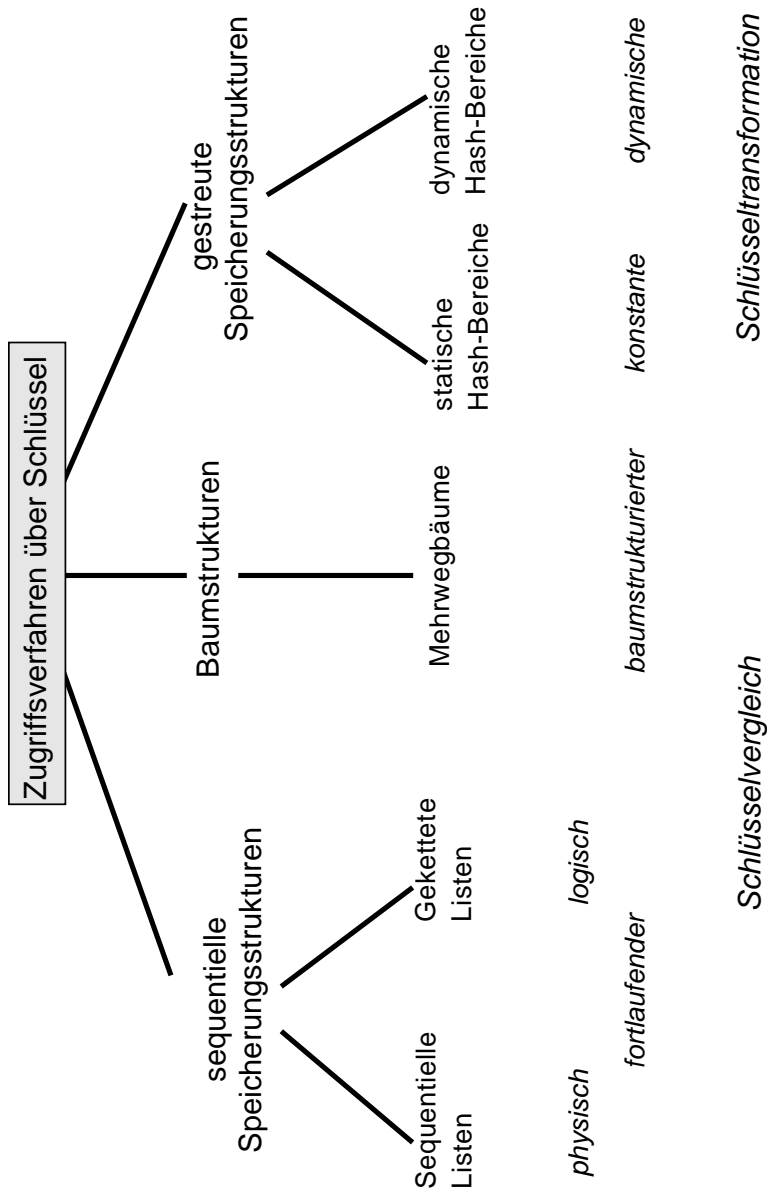 Zugriffsverfahren über Schlüssel
sequentielle
Speicherungsstrukturen
Baumstrukturen
gestreute
Speicherungsstrukturen
Sequentielle
Listen
Gekettete
Listen
Mehrwegbäume
statische
Hash-Bereiche
dynamische
Hash-Bereiche
physisch
logisch
fortlaufender
baumstrukturierter
konstante
dynamische
Schlüsselvergleich
Schlüsseltransformation